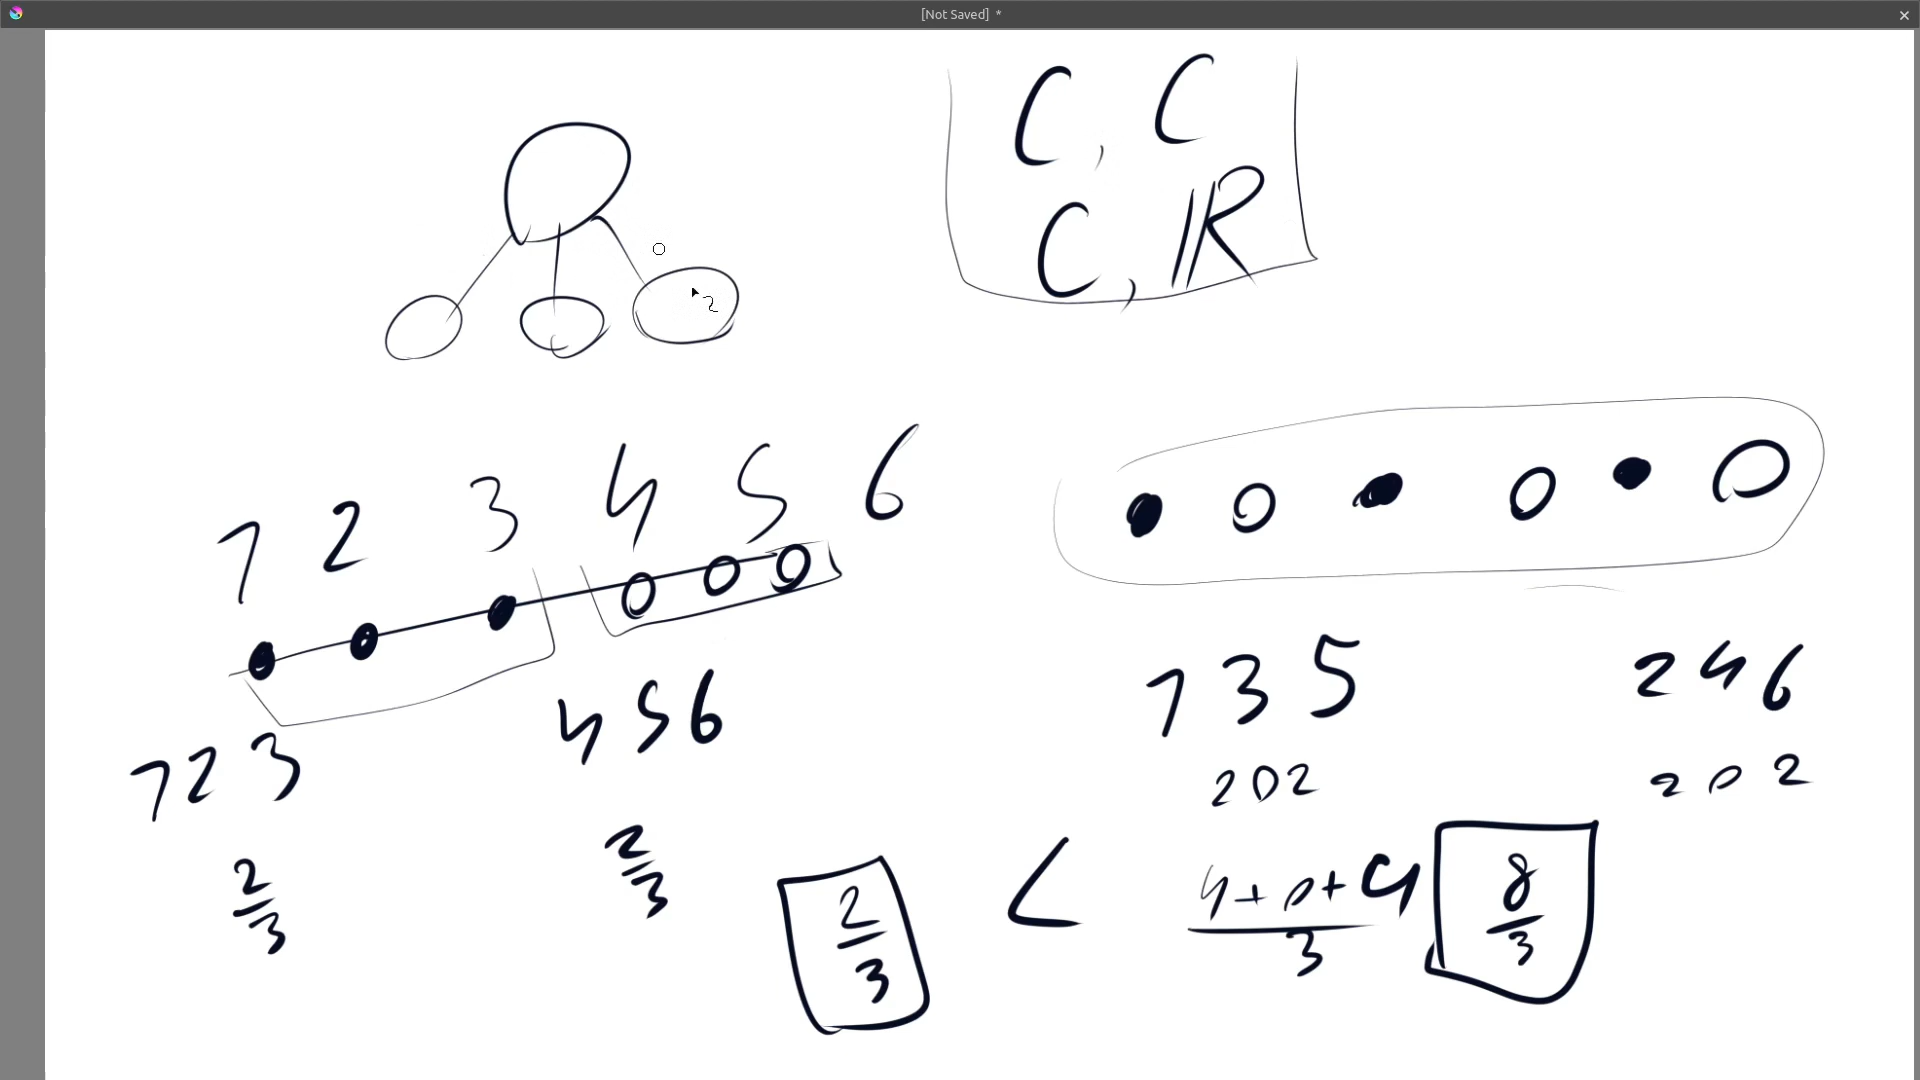 [Not Saved] *
C, C
C, R
1 2 3 4 5 6
1 2 3
4 5 6
1 3 5
2 4 6
2 0 2
2 0 2
2/3
2/3
2/3
<
4+0+4
3
8/3